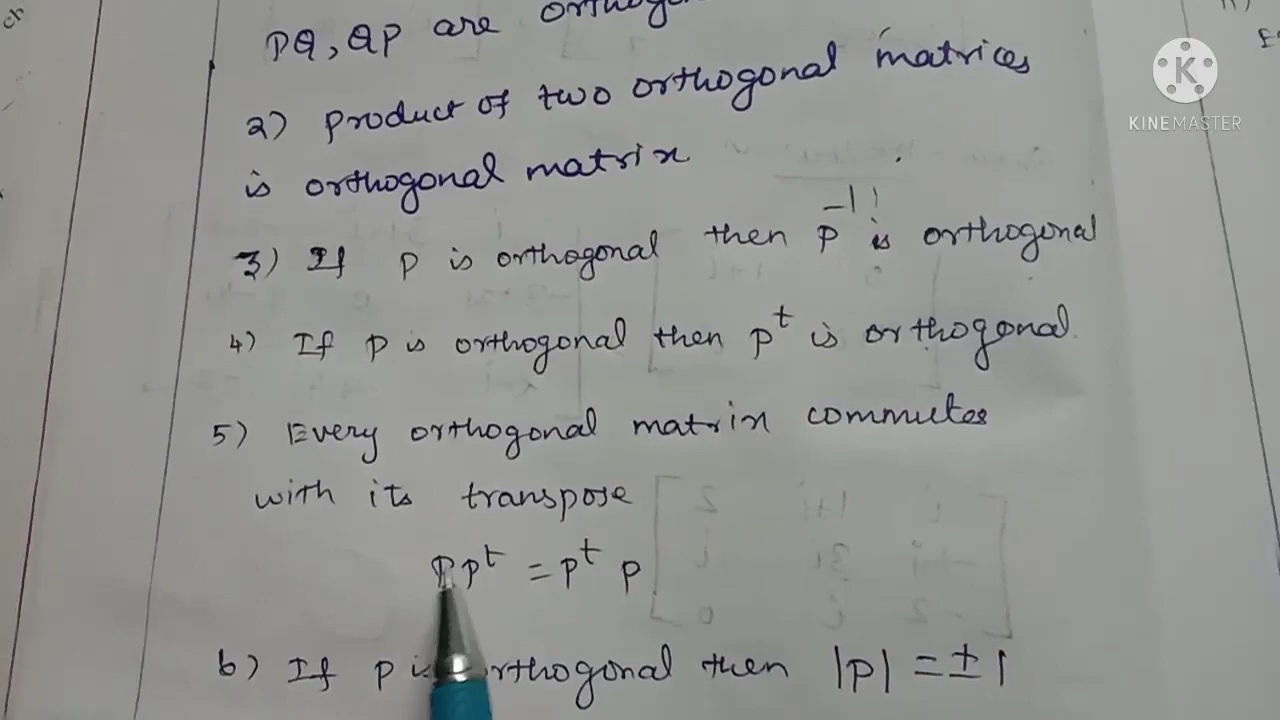 PQ, QP are
2) product of two orthogonal matrices
is orthogonal matrix
3) If P is orthogonal then P⁻¹ is orthogonal
4) If P is orthogonal then Pᵗ is orthogonal
5) Every orthogonal matrix commutes
with its transpose
PPᵗ = Pᵗ P
6) If P is orthogonal then |P| = ±1
KINEMASTER